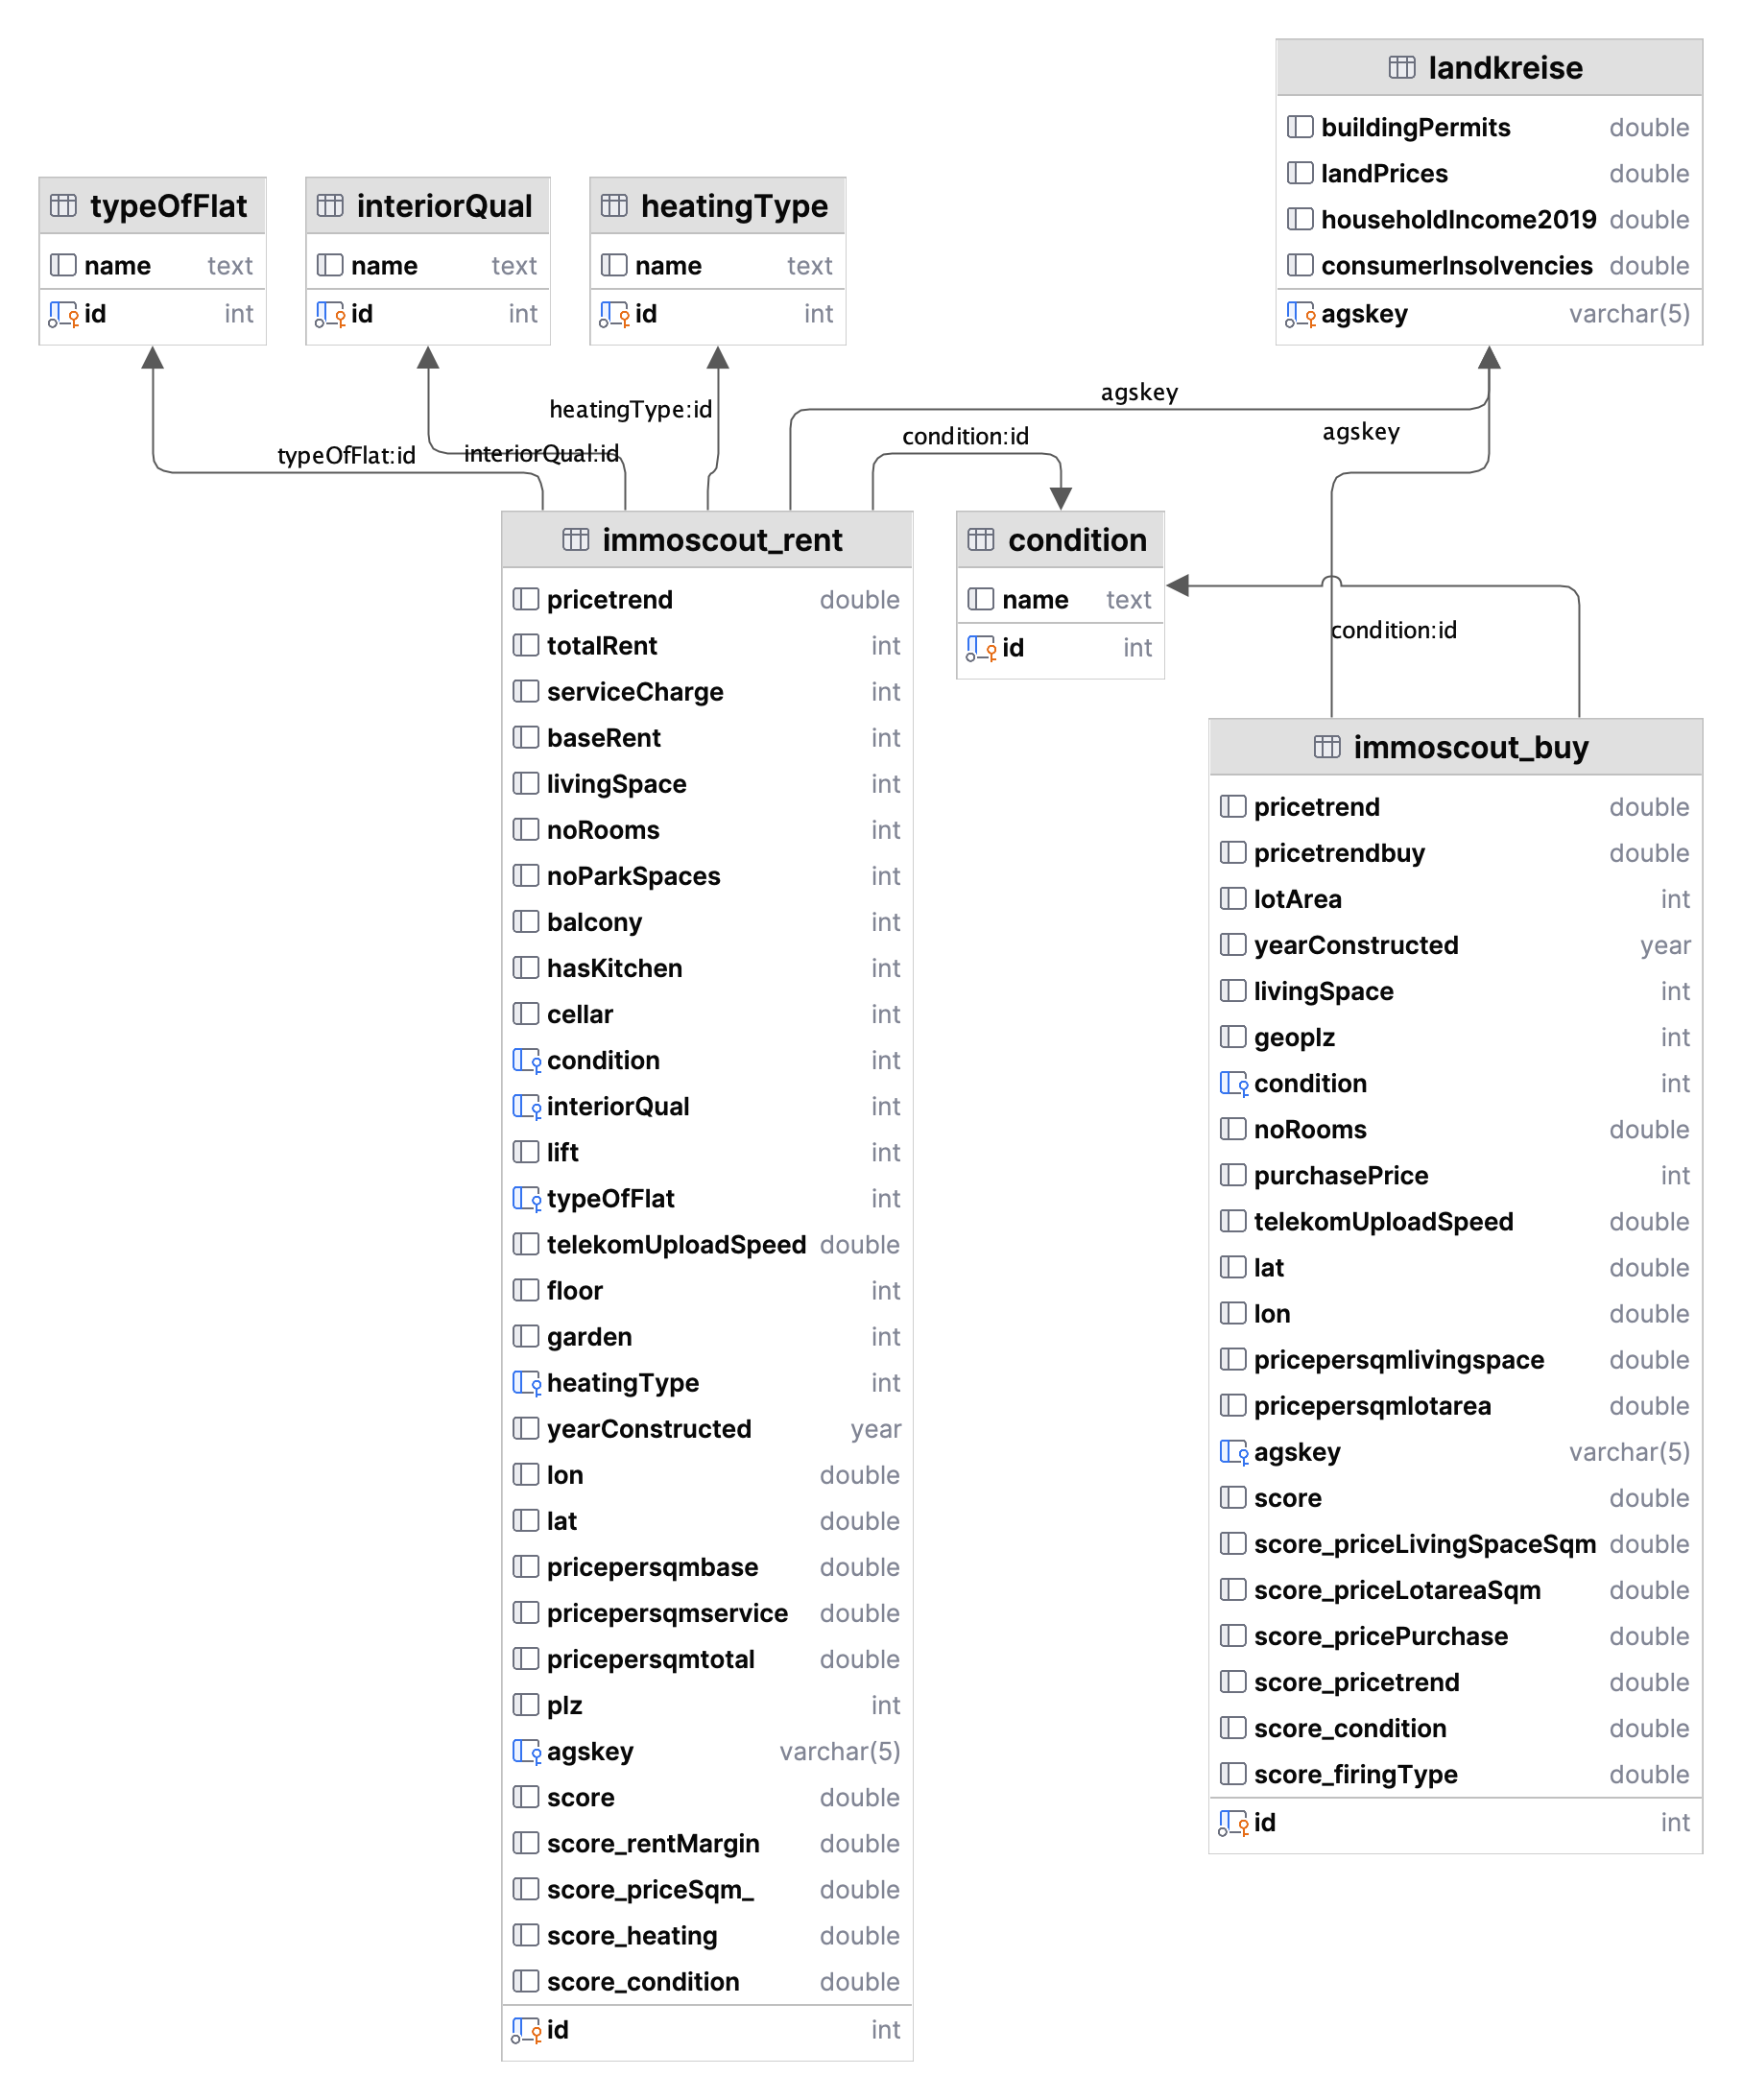 landkreise
buildingPermits double
landPrices double
householdIncome2019 double
consumerInsolvencies double
agskey varchar(5)
typeOfFlat
name text
id int
interiorQual
name text
id int
heatingType
name text
id int
agskey
heatingType:id
agskey
condition:id
typeOfFlat:id
interiorQual:id
immoscout_rent
pricetrend double
totalRent int
serviceCharge int
baseRent int
livingSpace int
noRooms int
noParkSpaces int
balcony int
hasKitchen int
cellar int
condition int
interiorQual int
lift int
typeOfFlat int
telekomUploadSpeed double
floor int
garden int
heatingType int
yearConstructed year
lon double
lat double
pricepersqmbase double
pricepersqmservice double
pricepersqmtotal double
plz int
agskey varchar(5)
score double
score_rentMargin double
score_priceSqm_ double
score_heating double
score_condition double
id int
condition
name text
id int
condition:id
immoscout_buy
pricetrend double
pricetrendbuy double
lotArea int
yearConstructed year
livingSpace int
geoplz int
condition int
noRooms double
purchasePrice int
telekomUploadSpeed double
lat double
lon double
pricepersqmlivingspace double
pricepersqmlotarea double
agskey varchar(5)
score double
score_priceLivingSpaceSqm double
score_priceLotareaSqm double
score_pricePurchase double
score_pricetrend double
score_condition double
score_firingType double
id int